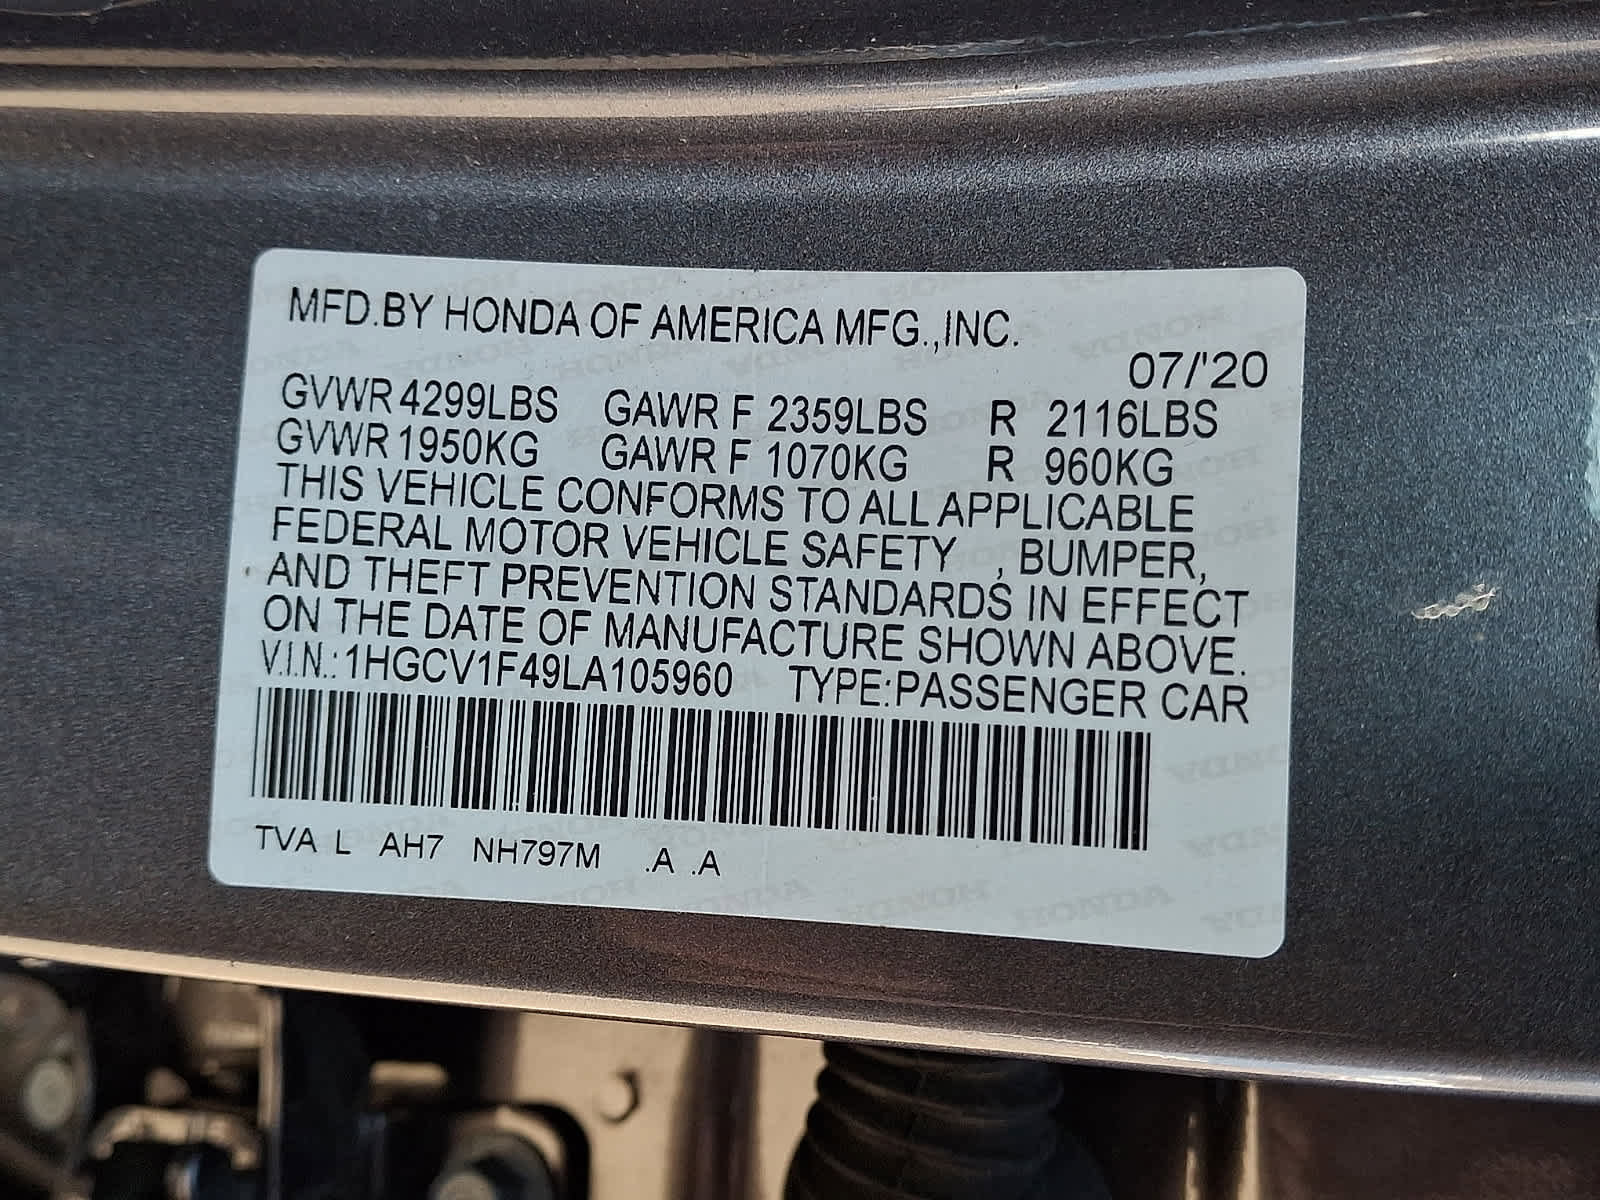 MFD.BY HONDA OF AMERICA MFG.,INC.
07/'20
GVWR 4299LBS GAWR F 2359LBS R 2116LBS
GVWR 1950KG GAWR F 1070KG R 960KG
THIS VEHICLE CONFORMS TO ALL APPLICABLE
FEDERAL MOTOR VEHICLE SAFETY , BUMPER,
AND THEFT PREVENTION STANDARDS IN EFFECT
ON THE DATE OF MANUFACTURE SHOWN ABOVE.
V.I.N.: 1HGCV1F49LA105960 TYPE:PASSENGER CAR
TVA L AH7 NH797M .A .A